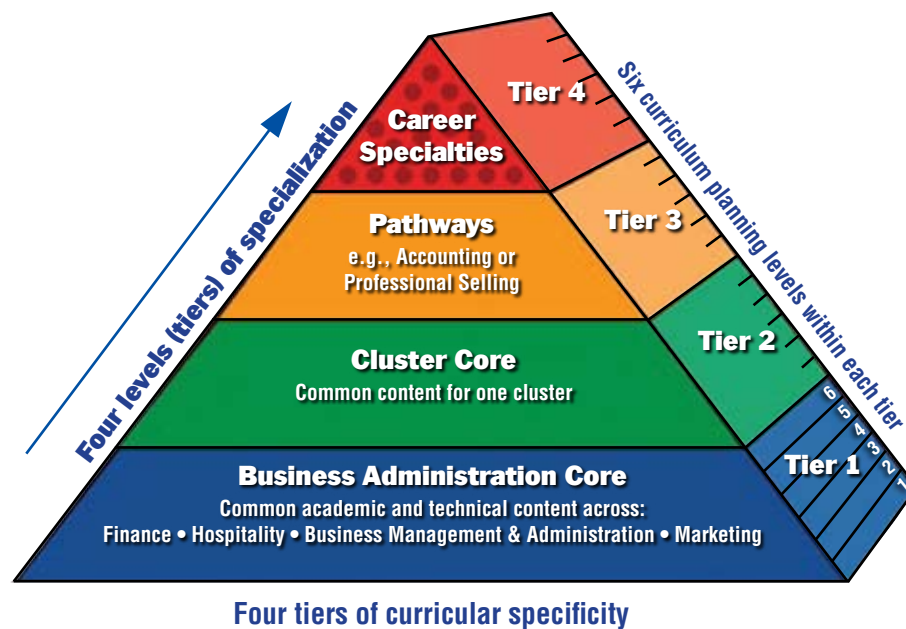 Four levels (tiers) of specialization
Career
Specialties
Tier 4
Six curriculum planning levels within each tier
Pathways
e.g., Accounting or
Professional Selling
Tier 3
Cluster Core
Common content for one cluster
Tier 2
Business Administration Core
Common academic and technical content across:
Finance • Hospitality • Business Management & Administration • Marketing
Tier 1
6
5
4
3
2
1
Four tiers of curricular specificity